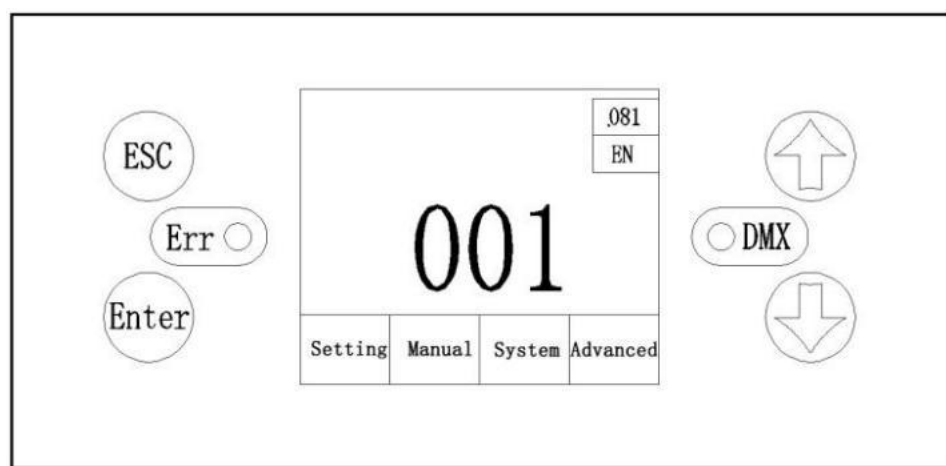 ESC
Err
Enter
.081
EN
001
Setting Manual System Advanced
DMX